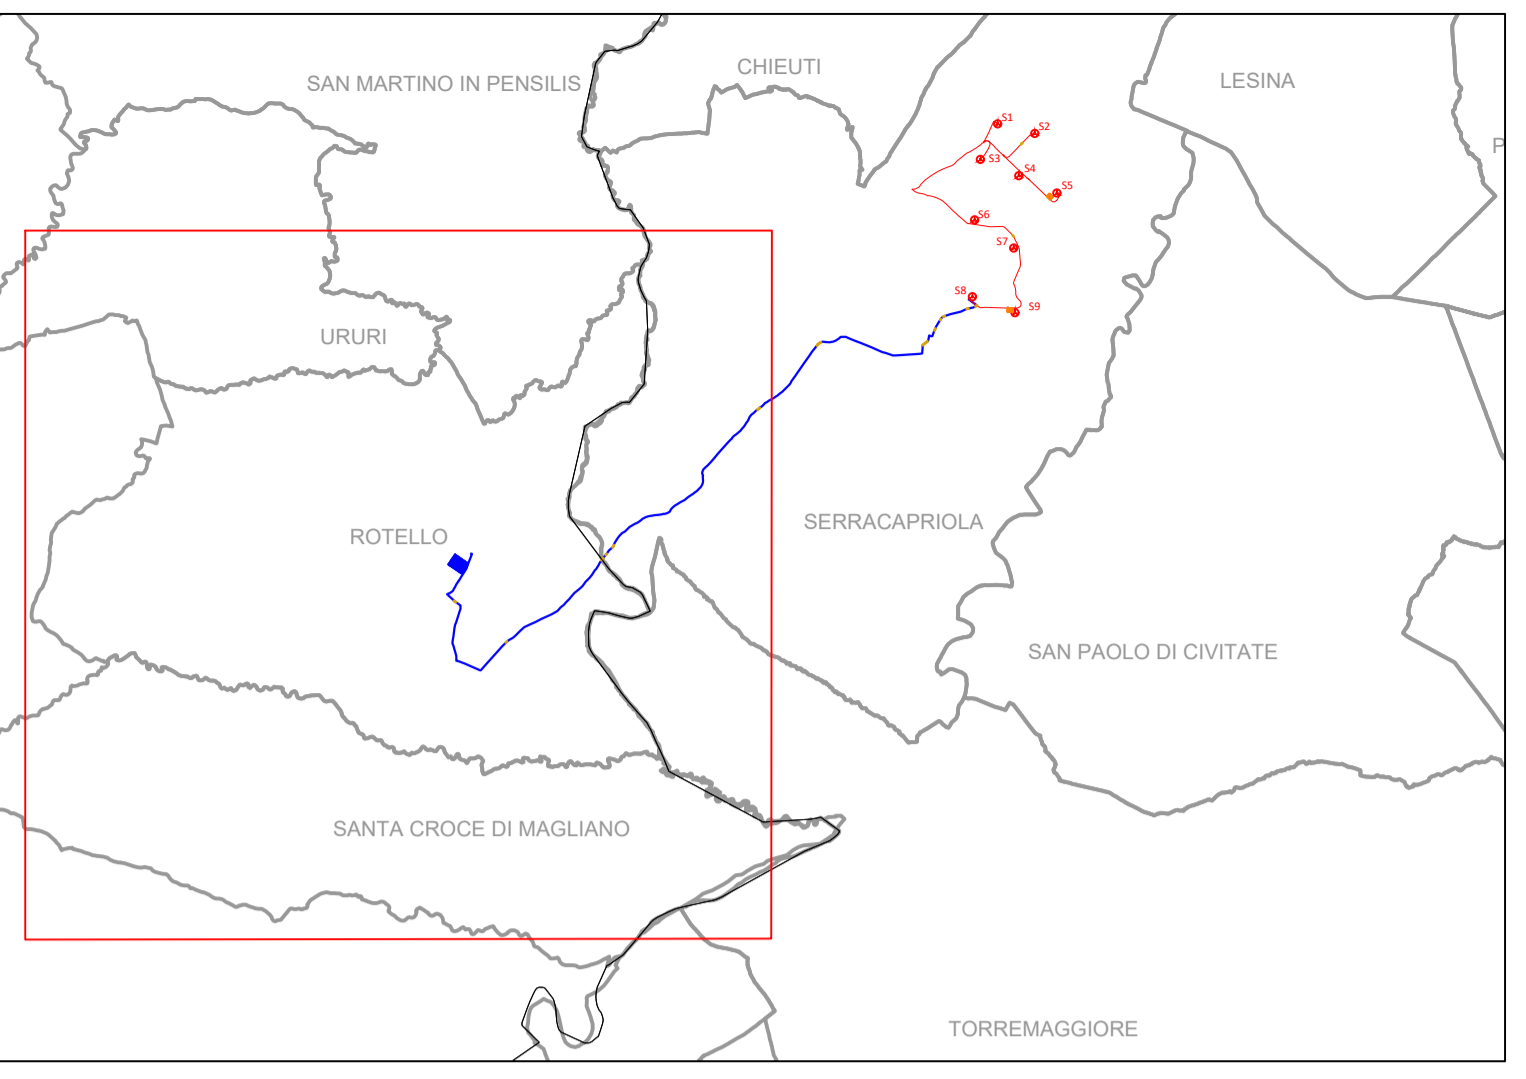 CHIEUTI
SAN MARTINO IN PENSILIS
LESINA
S1
S2
P
S3
S4
S5
S6
S7
S8
S9
URURI
SERRACAPRIOLA
ROTELLO
SAN PAOLO DI CIVITATE
SANTA CROCE DI MAGLIANO
TORREMAGGIORE